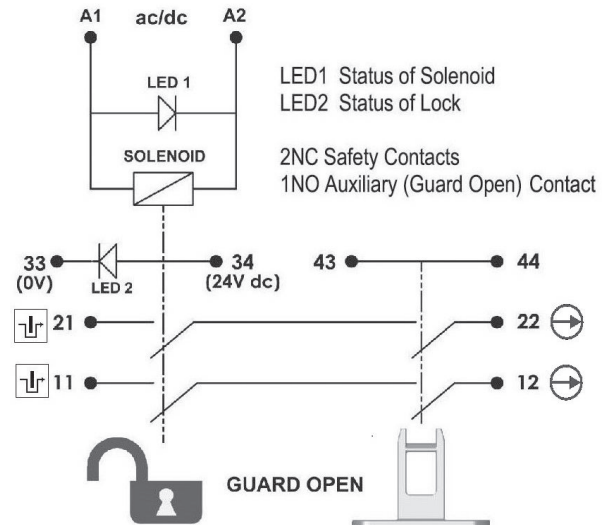 A1 ac/dc A2
LED 1
LED1 Status of Solenoid
LED2 Status of Lock
SOLENOID
2NC Safety Contacts
1NO Auxiliary (Guard Open) Contact
33 34 43 44
(0V) LED 2 (24V dc)
21 22
11 12
GUARD OPEN